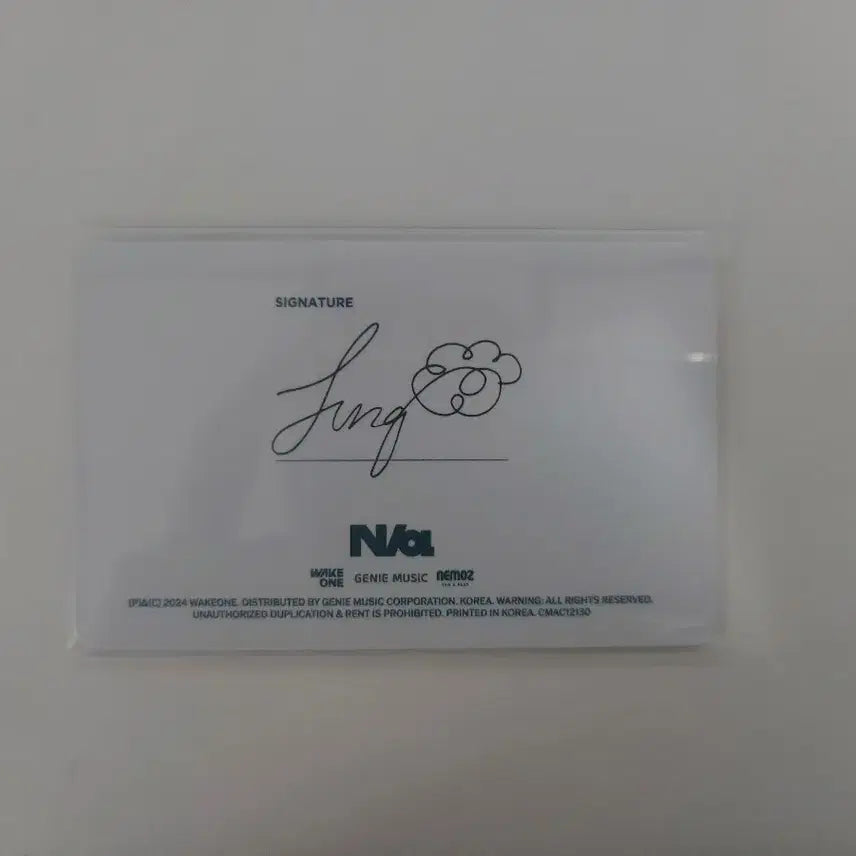 SIGNATURE
Jung
N/a
WAKE ONE
GENIE MUSIC
nemoz
(P)&(C) 2024 WAKEONE. DISTRIBUTED BY GENIE MUSIC CORPORATION. KOREA. WARNING: ALL RIGHTS RESERVED.
UNAUTHORIZED DUPLICATION & RENT IS PROHIBITED. PRINTED IN KOREA. CMAC12130